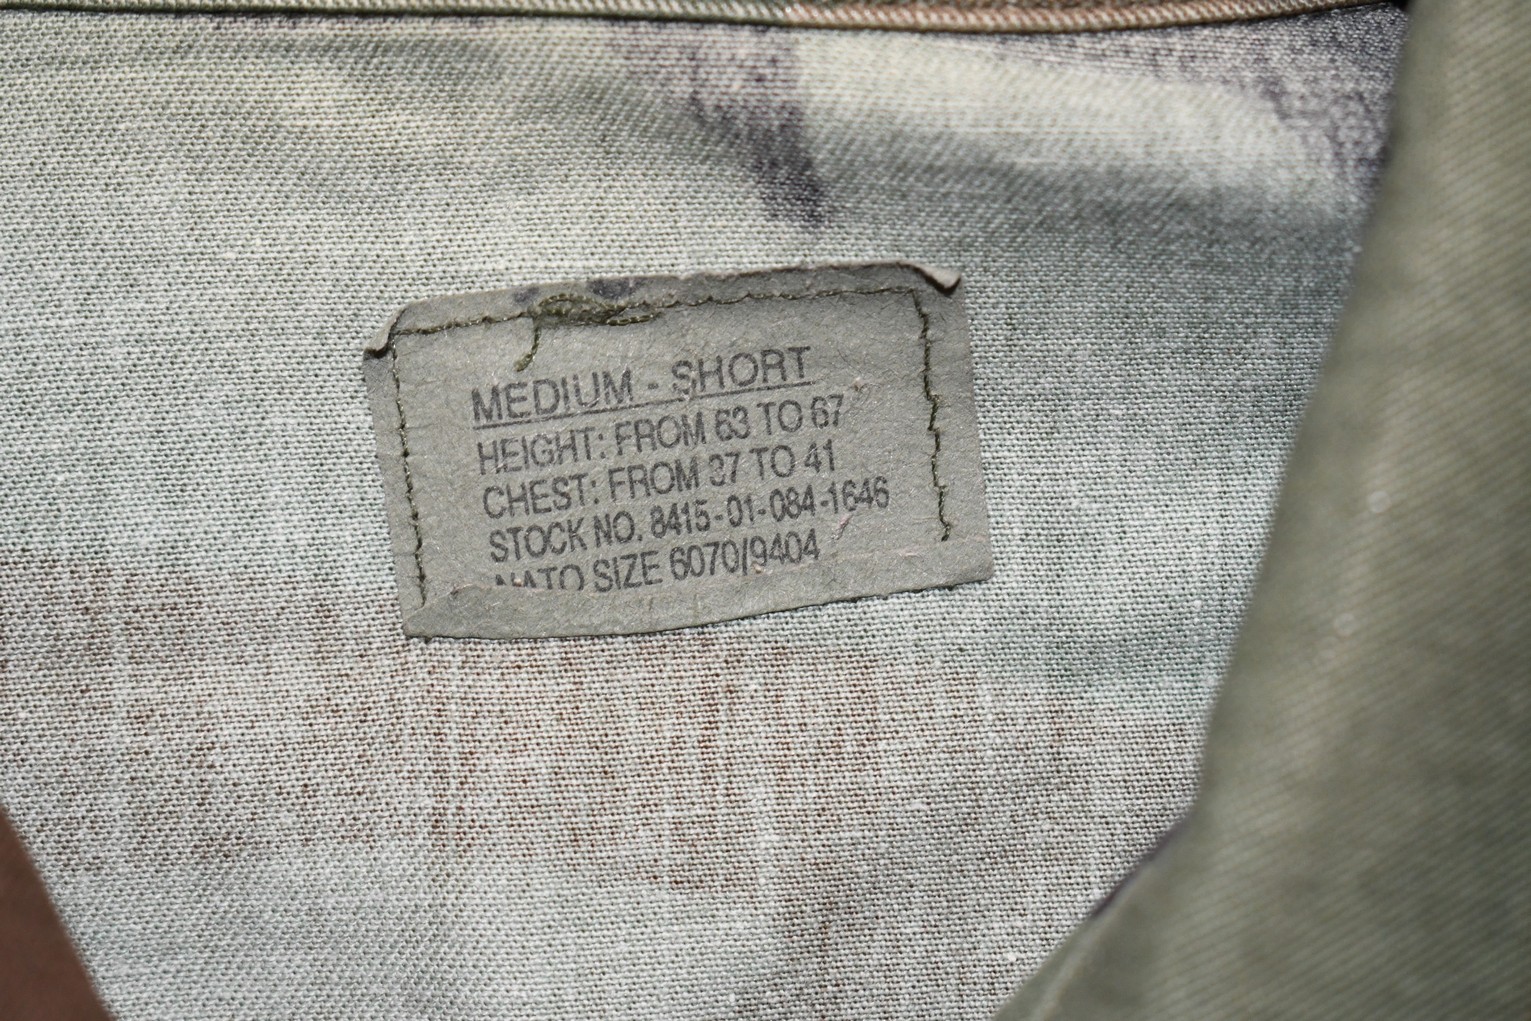 MEDIUM - SHORT
HEIGHT: FROM 63 TO 67
CHEST: FROM 37 TO 41
STOCK NO. 8415-01-084-1646
NATO SIZE 6070/9404